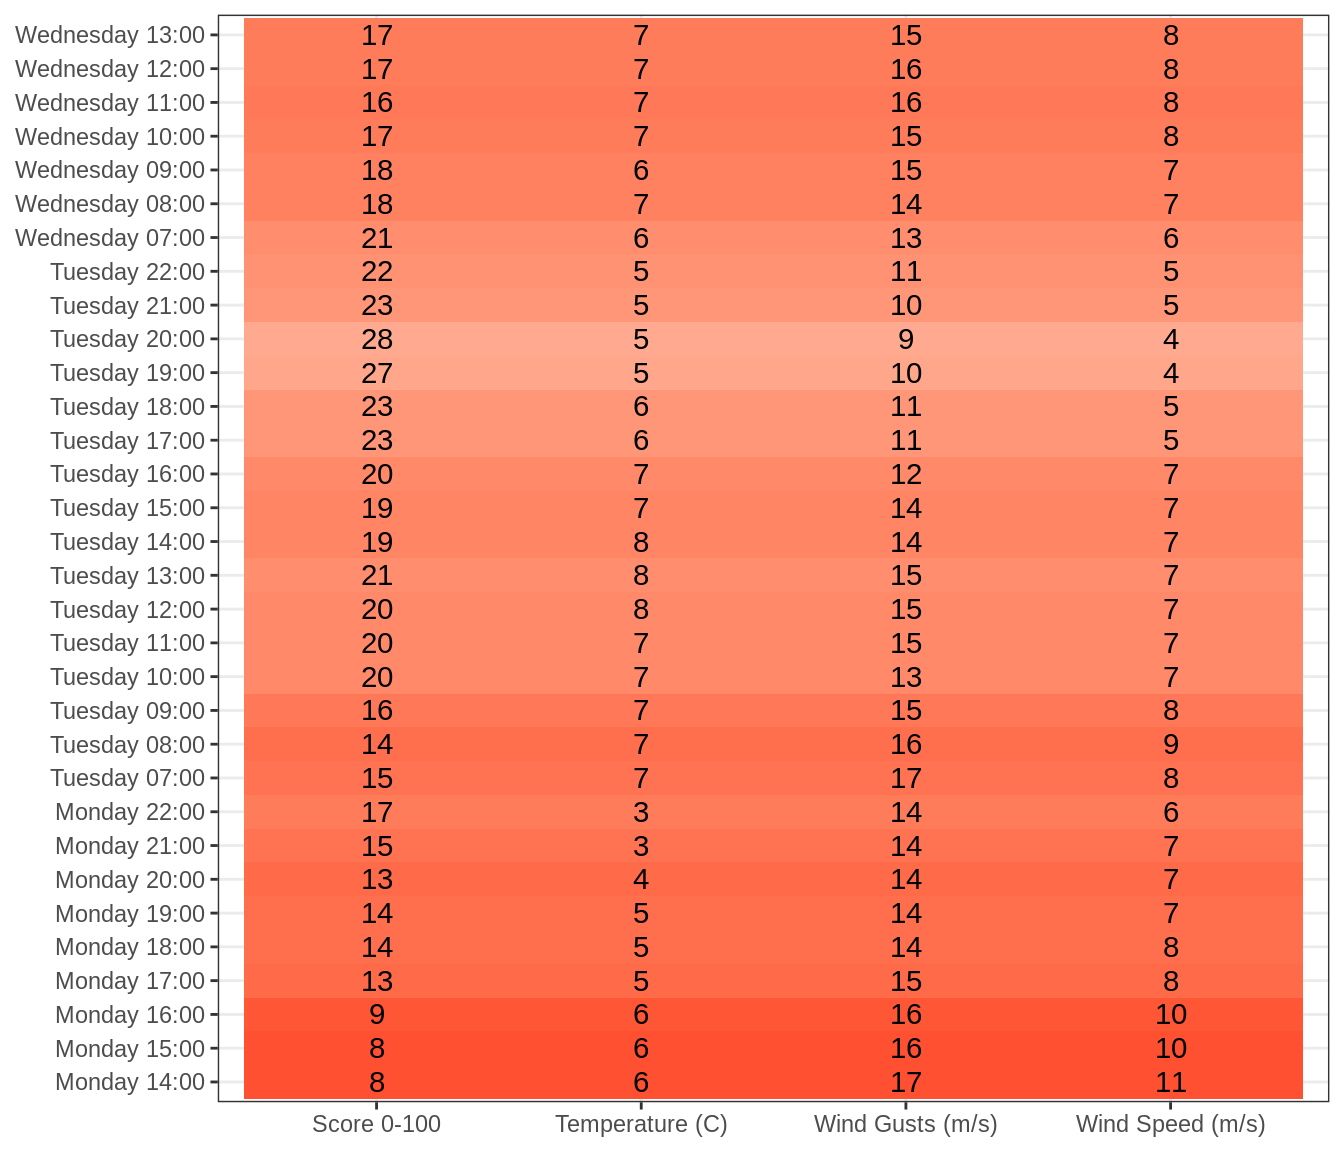 Wednesday 13:00 17 7 15 8
Wednesday 12:00 17 7 16 8
Wednesday 11:00 16 7 16 8
Wednesday 10:00 17 7 15 8
Wednesday 09:00 18 6 15 7
Wednesday 08:00 18 7 14 7
Wednesday 07:00 21 6 13 6
Tuesday 22:00 22 5 11 5
Tuesday 21:00 23 5 10 5
Tuesday 20:00 28 5 9 4
Tuesday 19:00 27 5 10 4
Tuesday 18:00 23 6 11 5
Tuesday 17:00 23 6 11 5
Tuesday 16:00 20 7 12 7
Tuesday 15:00 19 7 14 7
Tuesday 14:00 19 8 14 7
Tuesday 13:00 21 8 15 7
Tuesday 12:00 20 8 15 7
Tuesday 11:00 20 7 15 7
Tuesday 10:00 20 7 13 7
Tuesday 09:00 16 7 15 8
Tuesday 08:00 14 7 16 9
Tuesday 07:00 15 7 17 8
Monday 22:00 17 3 14 6
Monday 21:00 15 3 14 7
Monday 20:00 13 4 14 7
Monday 19:00 14 5 14 7
Monday 18:00 14 5 14 8
Monday 17:00 13 5 15 8
Monday 16:00 9 6 16 10
Monday 15:00 8 6 16 10
Monday 14:00 8 6 17 11
Score 0-100 Temperature (C) Wind Gusts (m/s) Wind Speed (m/s)